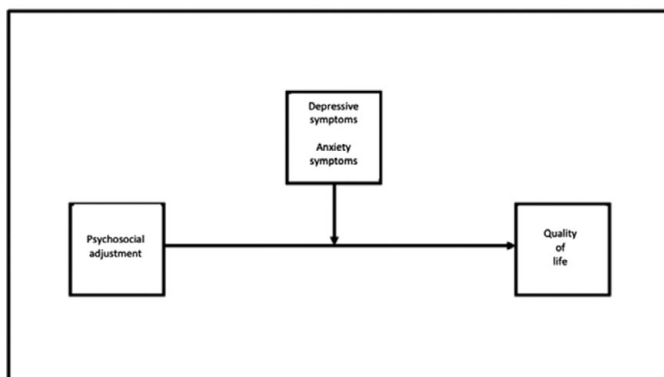 Depressive
symptoms
Anxiety
symptoms
Psychosocial
adjustment
Quality
of
life